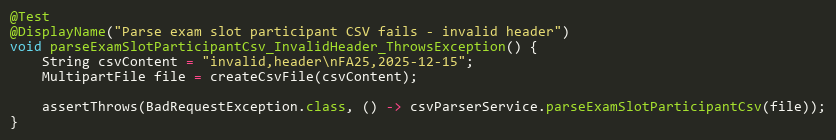 @Test
@DisplayName("Parse exam slot participant CSV fails - invalid header")
void parseExamSlotParticipantCsv_InvalidHeader_ThrowsException() {
    String csvContent = "invalid,header\nFA25,2025-12-15";
    MultipartFile file = createCsvFile(csvContent);
    assertThrows(BadRequestException.class, () -> csvParserService.parseExamSlotParticipantCsv(file));
}